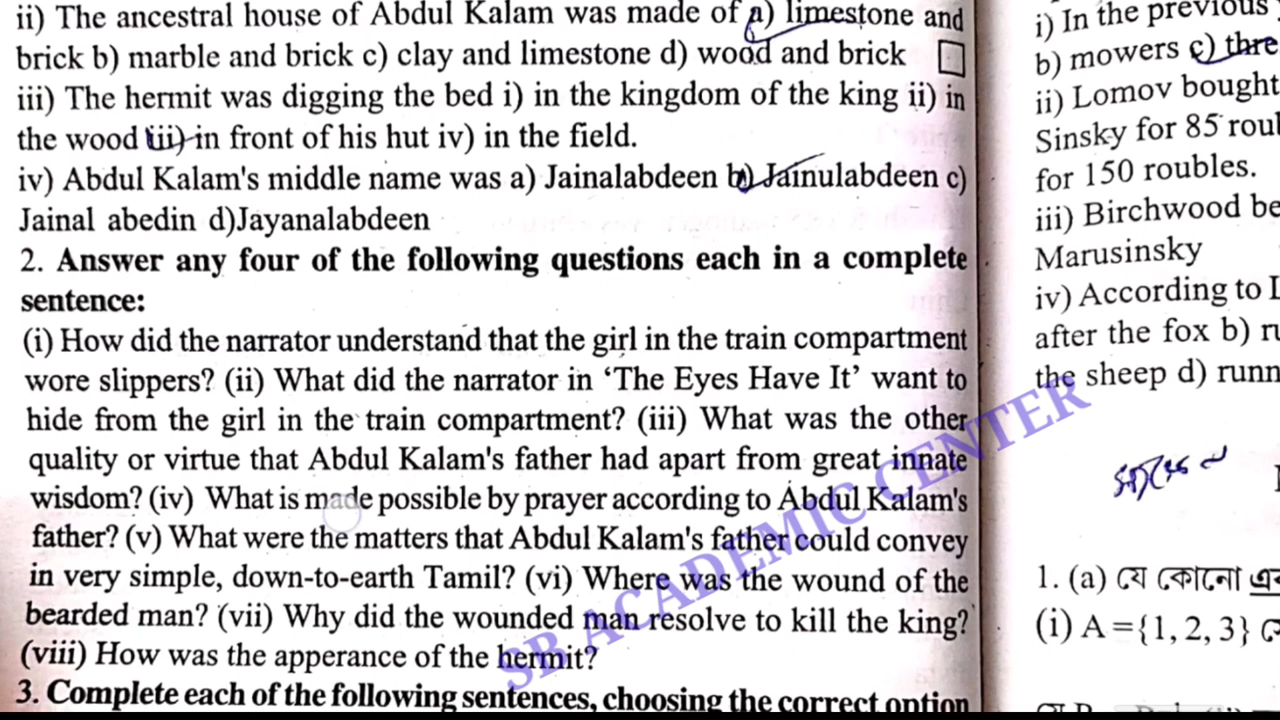 ii) The ancestral house of Abdul Kalam was made of a) limestone and
brick b) marble and brick c) clay and limestone d) wood and brick
iii) The hermit was digging the bed i) in the kingdom of the king ii) in
the wood iii) in front of his hut iv) in the field.
iv) Abdul Kalam's middle name was a) Jainalabdeen b) Jainulabdeen c)
Jainal abedin d)Jayanalabdeen
2. Answer any four of the following questions each in a complete
sentence:
(i) How did the narrator understand that the girl in the train compartment
wore slippers? (ii) What did the narrator in ‘The Eyes Have It’ want to
hide from the girl in the train compartment? (iii) What was the other
quality or virtue that Abdul Kalam's father had apart from great innate
wisdom? (iv) What is made possible by prayer according to Abdul Kalam's
father? (v) What were the matters that Abdul Kalam's father could convey
in very simple, down-to-earth Tamil? (vi) Where was the wound of the
bearded man? (vii) Why did the wounded man resolve to kill the king?
(viii) How was the apperance of the hermit?
3. Complete each of the following sentences, choosing the correct option
SB ACADEMIC CENTER
i) In the previous
b) mowers c) thre
ii) Lomov bought
Sinsky for 85 roul
for 150 roubles.
iii) Birchwood be
Marusinsky
iv) According to
after the fox b)
the sheep d) runn
1. (a) যে কোনো
(i) A={1, 2, 3}